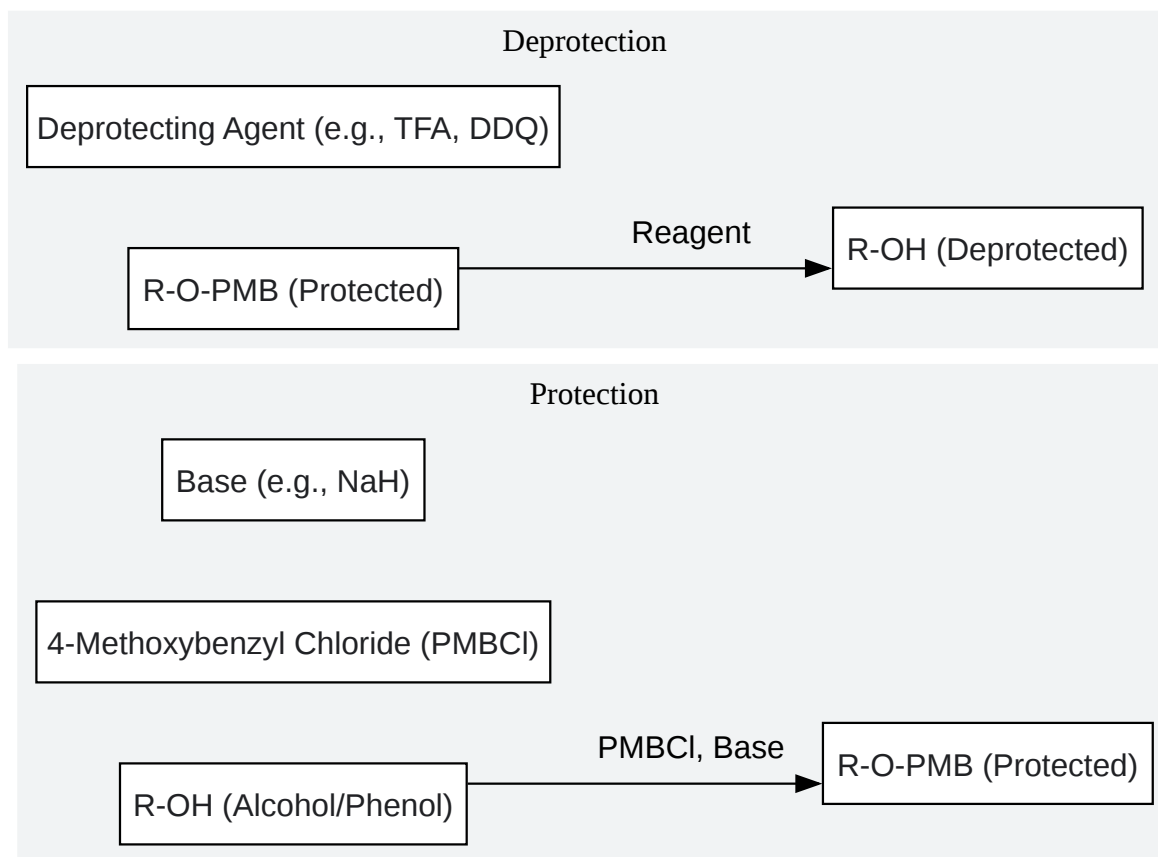 Deprotection
Deprotecting Agent (e.g., TFA, DDQ)
Reagent
R-OH (Deprotected)
R-O-PMB (Protected)
Protection
Base (e.g., NaH)
4-Methoxybenzyl Chloride (PMBCl)
PMBCl, Base
R-O-PMB (Protected)
R-OH (Alcohol/Phenol)